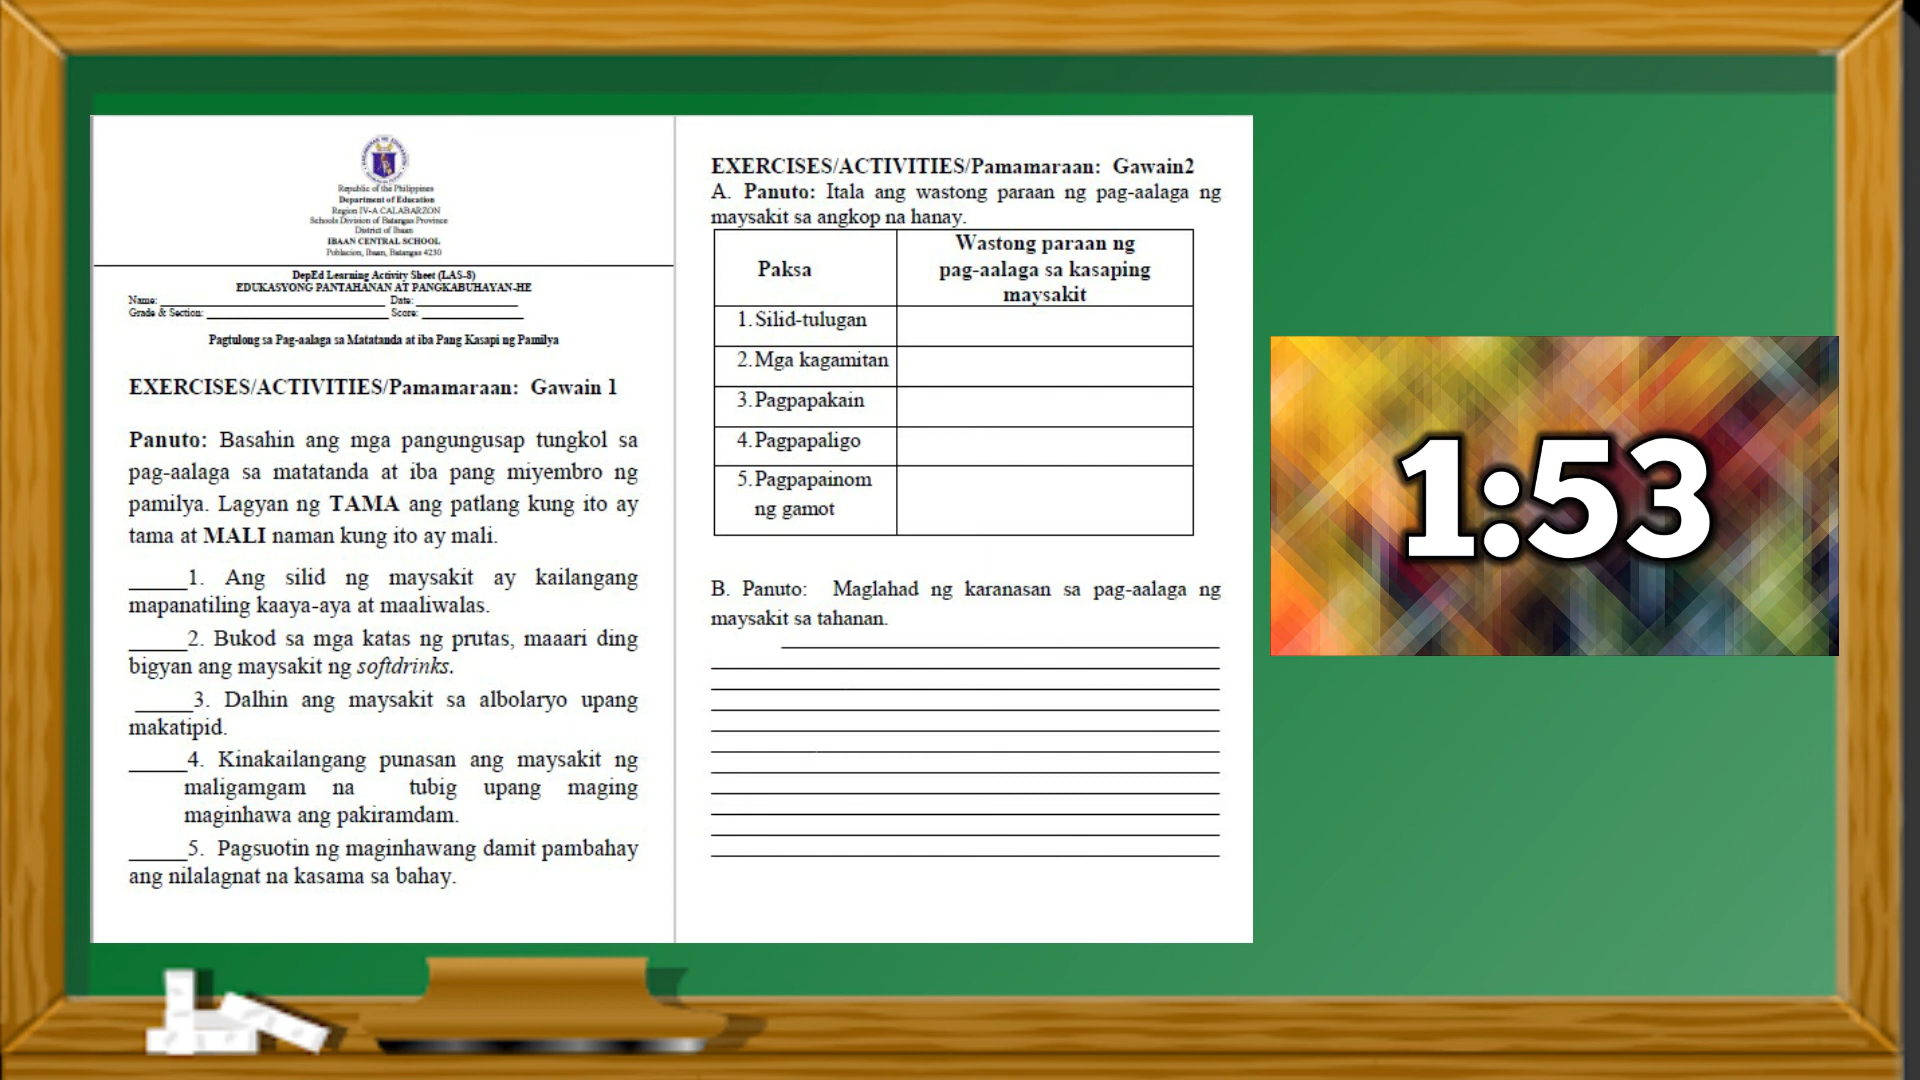 Republic of the Philippines
Department of Education
Region IV-A CALABARZON
Schools Division of Batangas Province
District of Ibaan
IBAAN CENTRAL SCHOOL
Poblacion, Ibaan, Batangas 4230
DepEd Learning Activity Sheet (LAS-8)
EDUKASYONG PANTAHANAN AT PANGKABUHAYAN-HE
Name: ____________________ Date: ____________________
Grade & Section: ____________________ Score: ____________________
Pagtulong sa Pag-aalaga sa Matatanda at iba Pang Kasapi ng Pamilya
EXERCISES/ACTIVITIES/Pamamaraan: Gawain 1
Panuto: Basahin ang mga pangungusap tungkol sa
pag-aalaga sa matatanda at iba pang miyembro ng
pamilya. Lagyan ng TAMA ang patlang kung ito ay
tama at MALI naman kung ito ay mali.
_____1. Ang silid ng maysakit ay kailangang
mapanatiling kaaya-aya at maaliwalas.
_____2. Bukod sa mga katas ng prutas, maaari ding
bigyan ang maysakit ng softdrinks.
_____3. Dalhin ang maysakit sa albolaryo upang
makatipid.
_____4. Kinakailangang punasan ang maysakit ng
maligamgam na tubig upang maging
maginhawa ang pakiramdam.
_____5. Pagsuotin ng maginhawang damit pambahay
ang nilalagnat na kasama sa bahay.
EXERCISES/ACTIVITIES/Pamamaraan: Gawain2
A. Panuto: Itala ang wastong paraan ng pag-aalaga ng
maysakit sa angkop na hanay.
Paksa
Wastong paraan ng
pag-aalaga sa kasaping
maysakit
1. Silid-tulugan
2. Mga kagamitan
3. Pagpapakain
4. Pagpapaligo
5. Pagpapainom
ng gamot
B. Panuto: Maglahad ng karanasan sa pag-aalaga ng
maysakit sa tahanan.
1:53